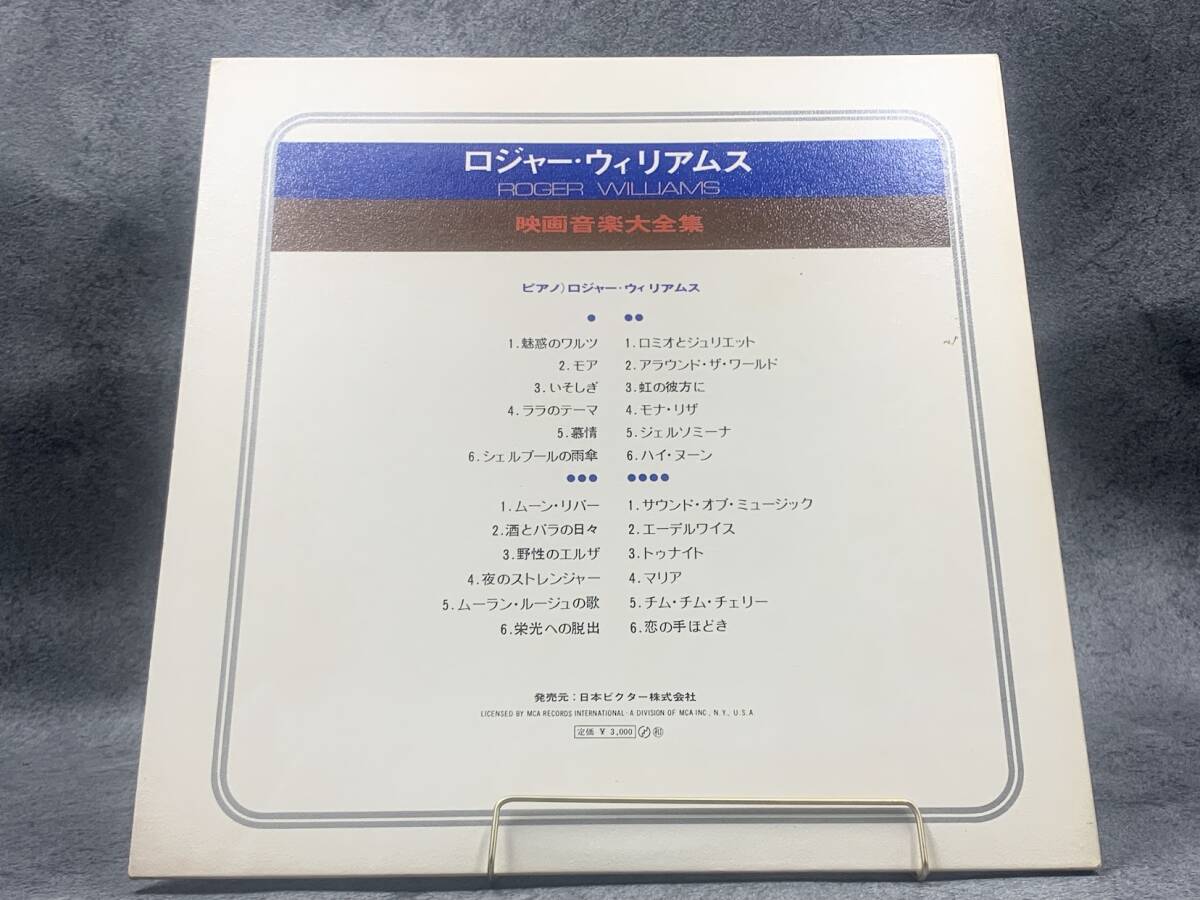 ロジャー・ウィリアムス
ROGER WILLIAMS
映画音楽大全集
ピアノ)ロジャー・ウィリアムス
●
1.魅惑のワルツ
2.モア
3.いそしぎ
4.ララのテーマ
5.慕情
6.シェルブールの雨傘
●●
1.ロミオとジュリエット
2.アラウンド・ザ・ワールド
3.虹の彼方に
4.モナ・リザ
5.ジェルソミーナ
6.ハイ・ヌーン
●●●
1.ムーン・リバー
2.酒とバラの日々
3.野性のエルザ
4.夜のストレンジャー
5.ムーラン・ルージュの歌
6.栄光への脱出
●●●●
1.サウンド・オブ・ミュージック
2.エーデルワイス
3.トゥナイト
4.マリア
5.チム・チム・チェリー
6.恋の手ほどき
発売元:日本ビクター株式会社
LICENSED BY MCA RECORDS INTERNATIONAL・A DIVISION OF MCA INC., N.Y., U.S.A
定価 ¥ 3,000